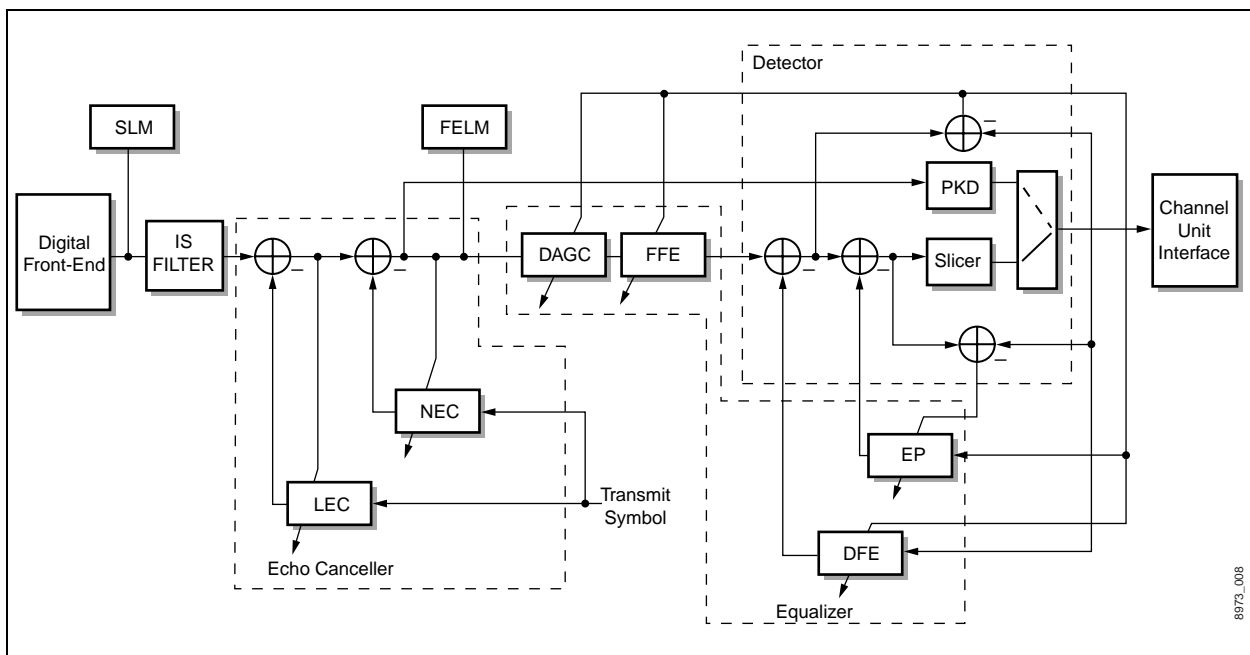 Detector
SLM
FELM
PKD
Digital
Front-End
IS
FILTER
DAGC
FFE
Slicer
Channel
Unit
Interface
NEC
EP
LEC
Transmit
Symbol
DFE
Echo Canceller
Equalizer
8973_008